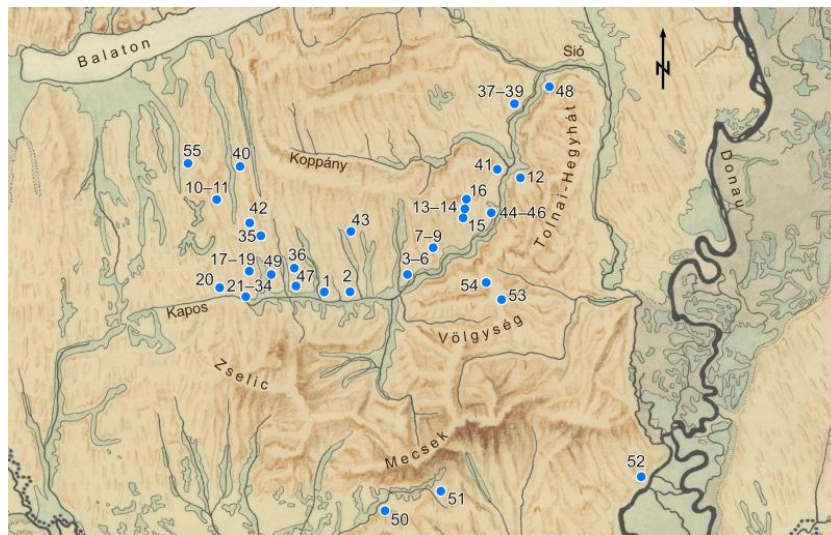 Balaton
Sió
N
37–39
48
Tolnai-Hegyhát
Donau
55
40
Koppány
41
12
10–11
16
13–14
44–46
15
42
35
43
7–9
17–19
49
36
3–6
20
21–34
47
1
2
54
53
Kapos
Völgység
Zselic
Mecsek
52
51
50